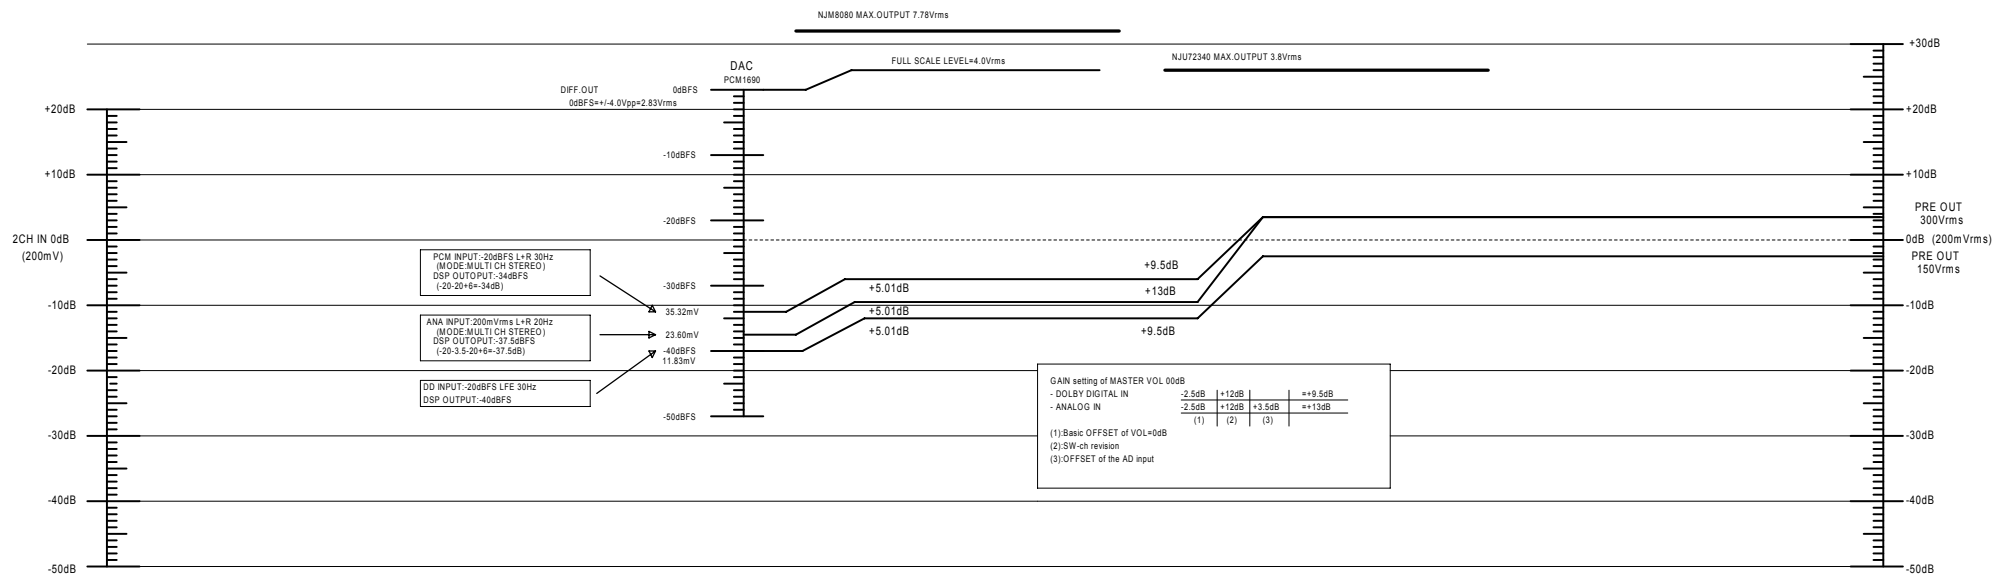 NJM8080 MAX.OUTPUT 7.78Vrms
+30dB
NJU72340 MAX.OUTPUT 3.8Vrms
FULL SCALE LEVEL=4.0Vrms
DAC
PCM1690
DIFF.OUT
0dBFS
0dBFS=+/-4.0Vpp=2.83Vrms
+20dB
+20dB
-10dBFS
+10dB
+10dB
-20dBFS
PRE OUT
300Vrms
2CH IN 0dB
(200mV)
0dB (200mVrms)
PRE OUT
150Vrms
PCM INPUT:-20dBFS L+R 30Hz
(MODE:MULTI CH STEREO)
DSP OUTOPUT:-34dBFS
(-20-20+6=-34dB)
+9.5dB
-30dBFS
+5.01dB
+13dB
-10dB
-10dB
35.32mV
+5.01dB
ANA INPUT:200mVrms L+R 20Hz
(MODE:MULTI CH STEREO)
DSP OUTOPUT:-37.5dBFS
(-20-3.5-20+6=-37.5dB)
23.60mV
+5.01dB
+9.5dB
-40dBFS
11.83mV
-20dB
-20dB
DD INPUT:-20dBFS LFE 30Hz
DSP OUTPUT:-40dBFS
GAIN setting of MASTER VOL 00dB
- DOLBY DIGITAL IN -2.5dB +12dB =+9.5dB
- ANALOG IN -2.5dB +12dB +3.5dB =+13dB
(1) (2) (3)
(1):Basic OFFSET of VOL=0dB
(2):SW-ch revision
(3):OFFSET of the AD input
-50dBFS
-30dB
-30dB
-40dB
-40dB
-50dB
-50dB